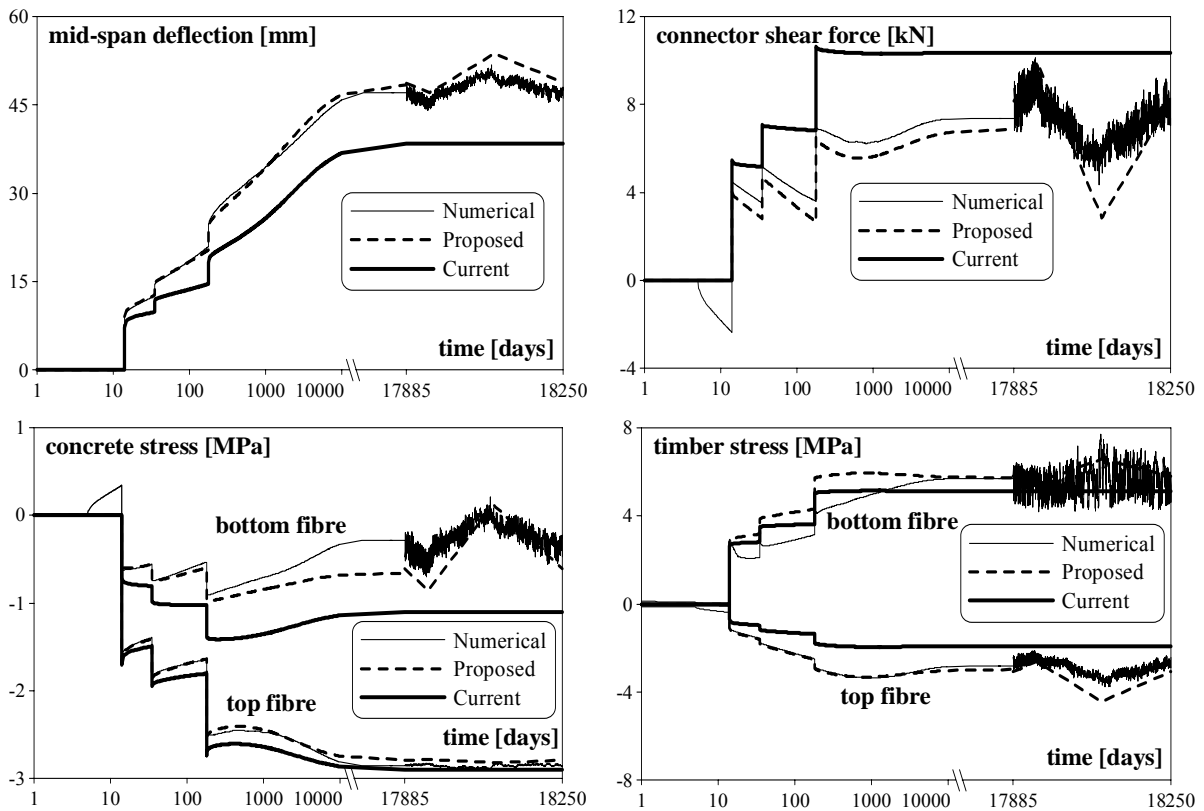 mid-span deflection [mm]
60
45
30
15
0
Numerical
Proposed
Current
time [days]
1 10 100 1000 10000 17885 18250
connector shear force [kN]
12
8
4
0
-4
Numerical
Proposed
Current
time [days]
1 10 100 1000 10000 17885 18250
concrete stress [MPa]
1
0
-1
-2
-3
bottom fibre
Numerical
Proposed
Current
top fibre
time [days]
1 10 100 1000 10000 17885 18250
timber stress [MPa]
8
4
0
-4
-8
bottom fibre
Numerical
Proposed
Current
top fibre
time [days]
1 10 100 1000 10000 17885 18250